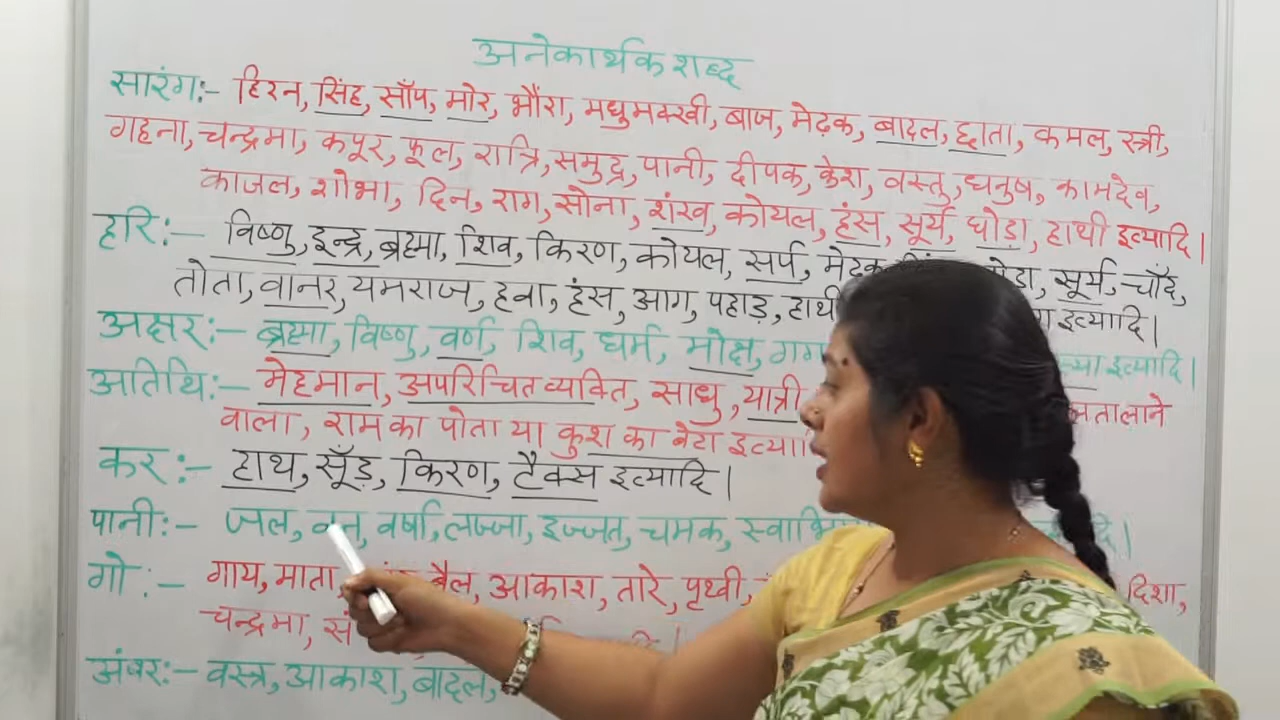 अनेकार्थक शब्द
सारंग:- हिरन, सिंह, साँप, मोर, भौंरा, मधुमक्खी, बाज, मेढ़क, बादल, छाता, कमल, स्त्री,
गहना, चन्द्रमा, कपूर, फूल, रात्रि, समुद्र, पानी, दीपक, केश, वस्तु, धनुष, कामदेव,
काजल, शोभा, दिन, राग, सोना, शंख, कोयल, हंस, सूर्य, घोड़ा, हाथी इत्यादि।
हरि:- विष्णु, इन्द्र, ब्रह्मा, शिव, किरण, कोयल, सर्प, सूर्य, चाँद,
तोता, वानर, यमराज, हवा, हंस, आग, पहाड़, हाथी इत्यादि।
अक्षर:- ब्रह्मा, विष्णु, वर्ण, शिव, धर्म, मोक्ष, इत्यादि।
अतिथि:- मेहमान, अपरिचित व्यक्ति, साधु, यात्री
वाला, राम का पोता या कुश का बेटा
कर:- हाथ, सूँड़, किरण, टैक्स इत्यादि।
पानी:- जल, वर्षा, लज्जा, इज्जत, चमक,
गो:- गाय, माता, बैल, आकाश, तारे, पृथ्वी, दिशा,
चन्द्रमा,
अंबर:- वस्त्र, आकाश, बादल,